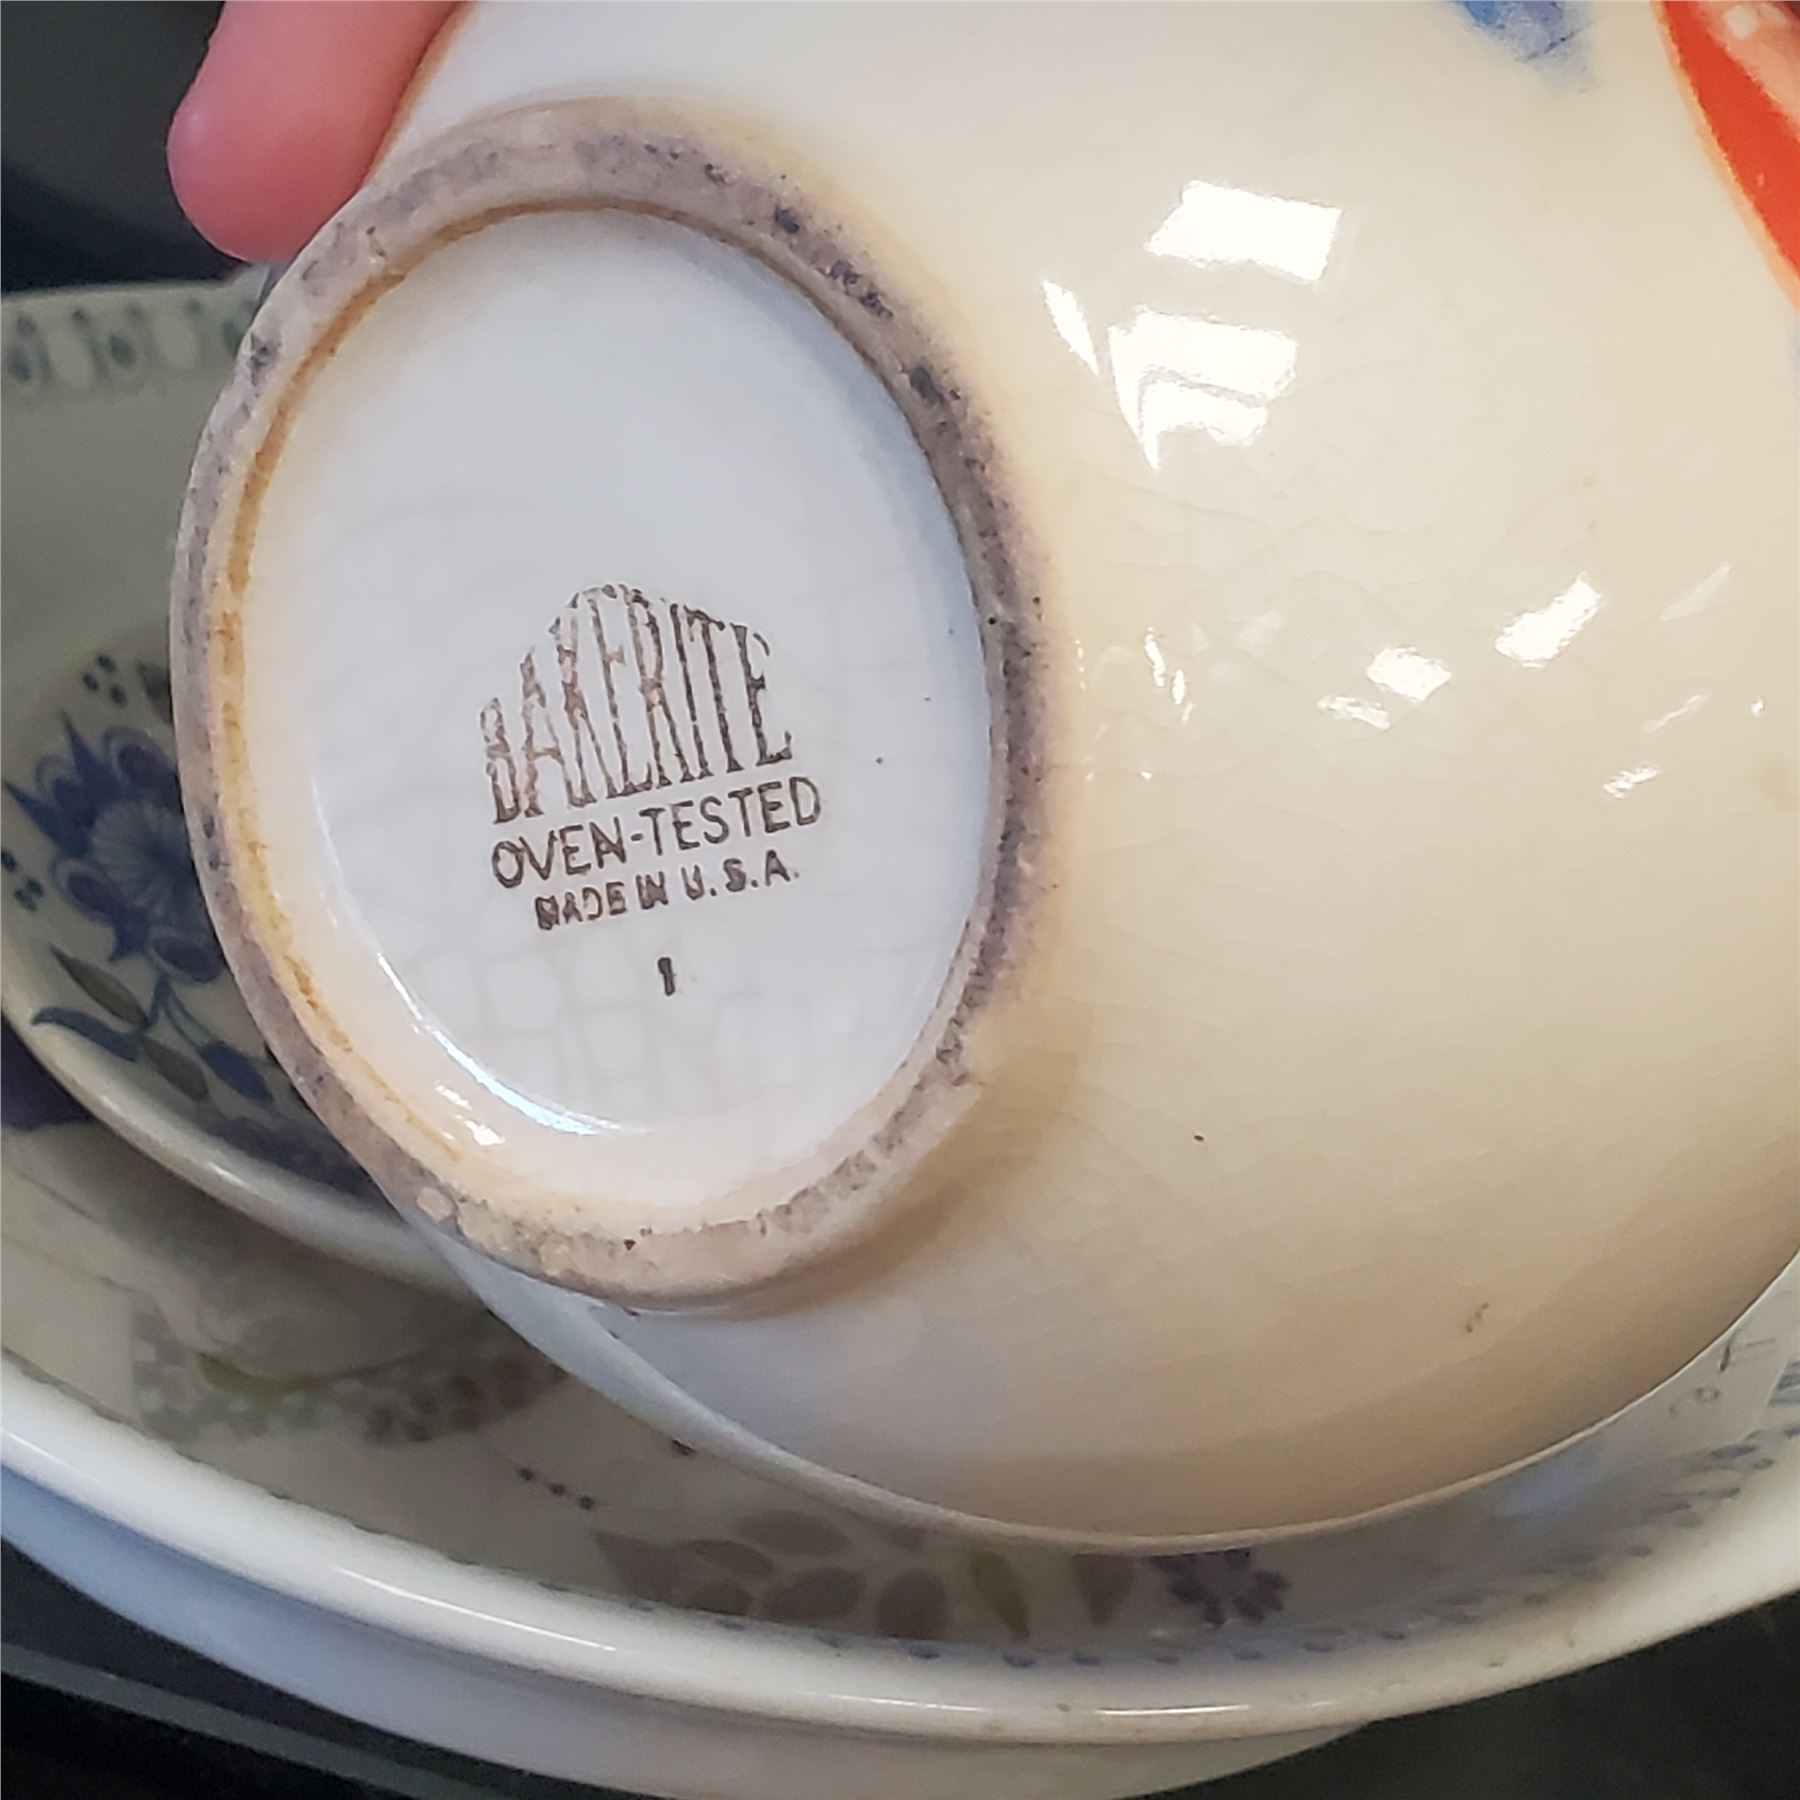 BAKERITE
OVEN-TESTED
MADE IN U.S.A.
1